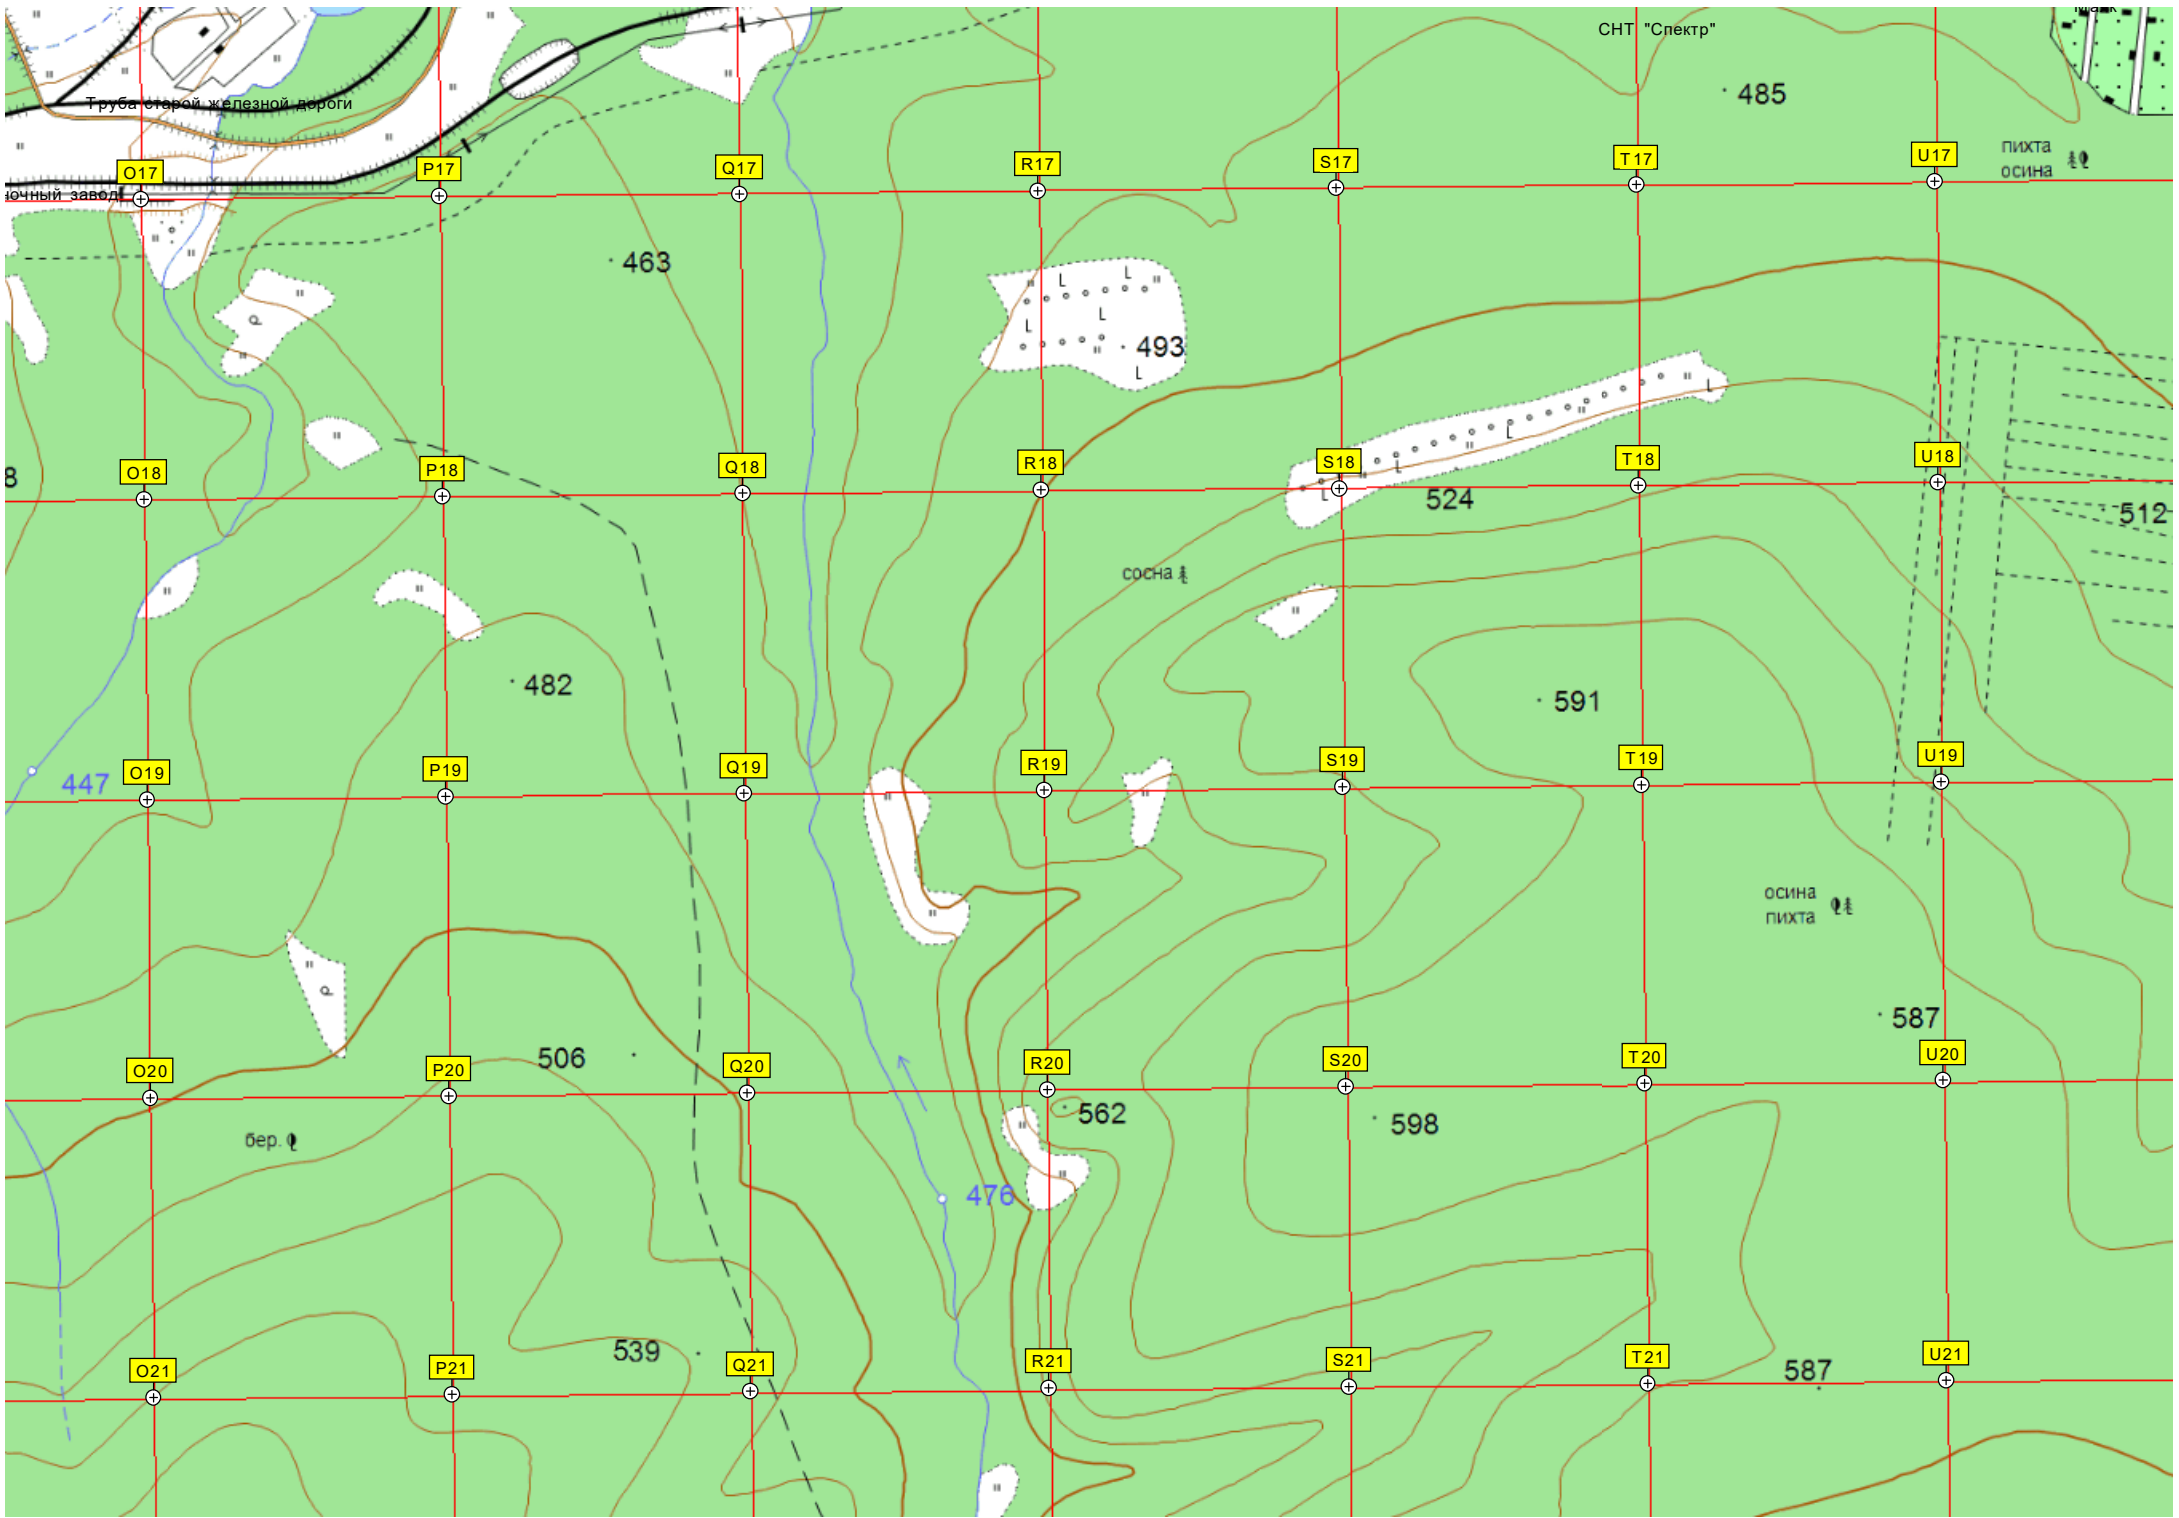 СНТ "Спектр"
485
Труба старой железной дороги
пихта
осина
O17
P17
Q17
R17
S17
T17
U17
463
493
O18
P18
Q18
R18
S18
T18
U18
524
512
сосна
482
591
447
O19
P19
Q19
R19
S19
T19
U19
осина
пихта
587
506
O20
P20
Q20
R20
S20
T20
U20
562
598
бер.
476
539
587
O21
P21
Q21
R21
S21
T21
U21